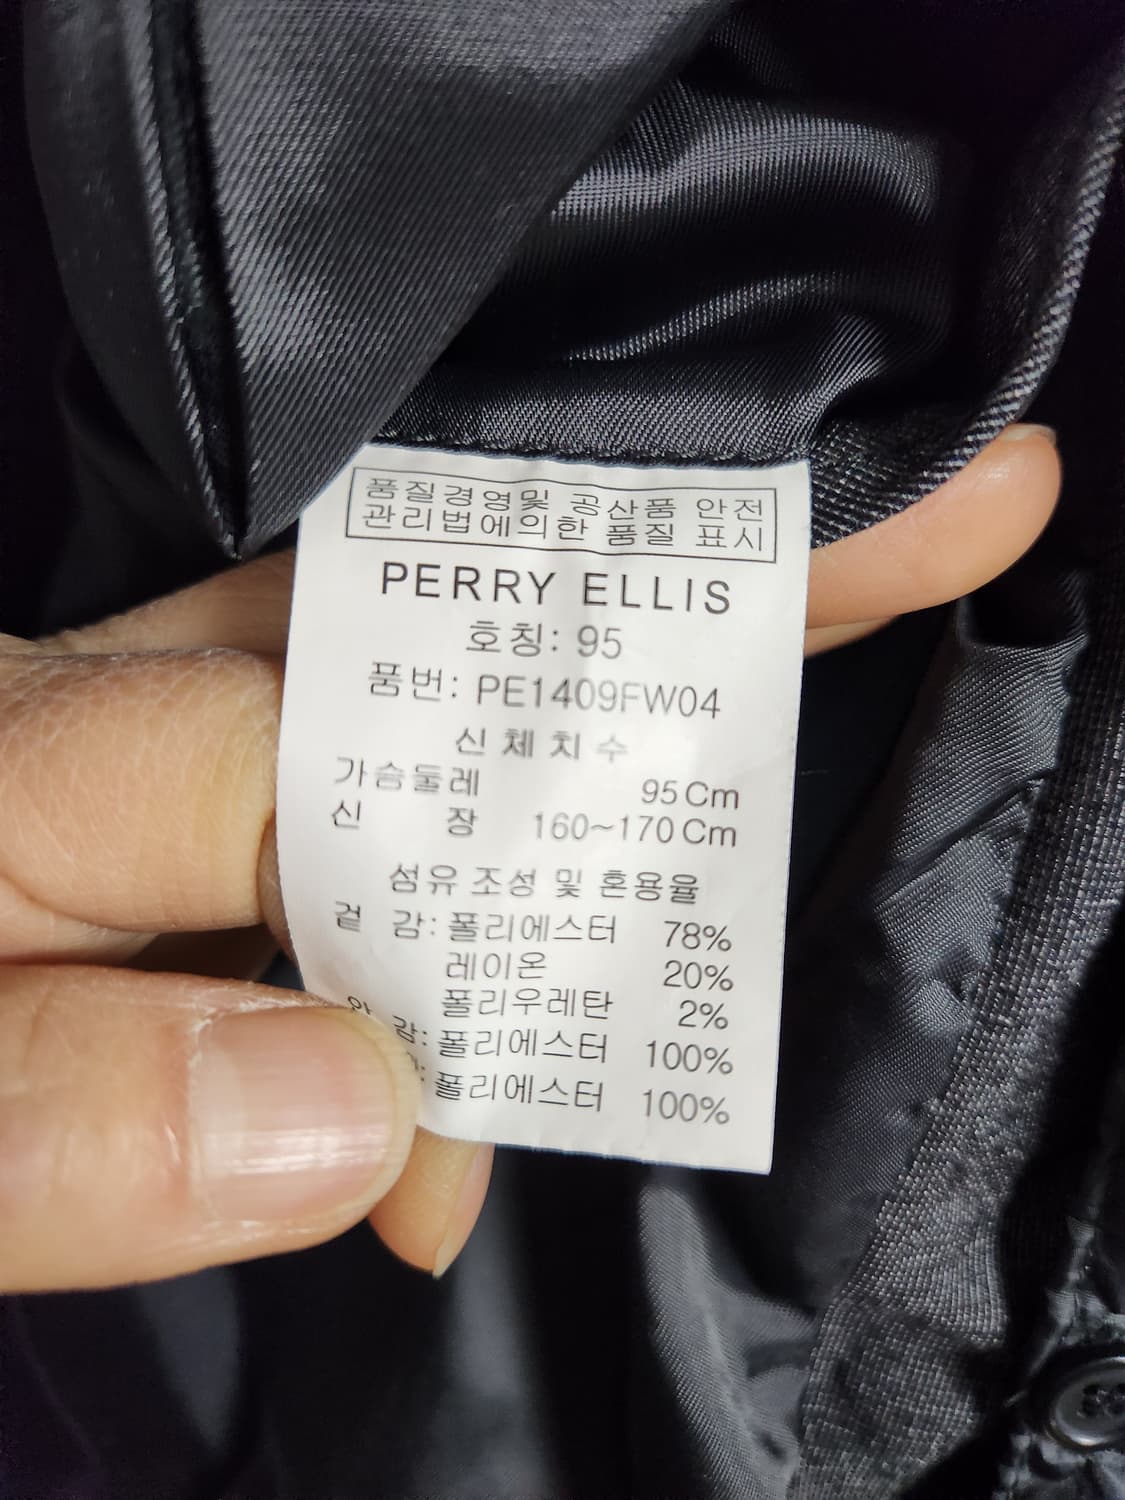 품질경영및 공산품 안전
관리법에의한 품질 표시
PERRY ELLIS
호칭: 95
품번: PE1409FW04
신체치수
가슴둘레 95Cm
신 장 160~170Cm
섬유 조성 및 혼용율
겉 감: 폴리에스터 78%
레이온 20%
폴리우레탄 2%
안 감: 폴리에스터 100%
폴리에스터 100%